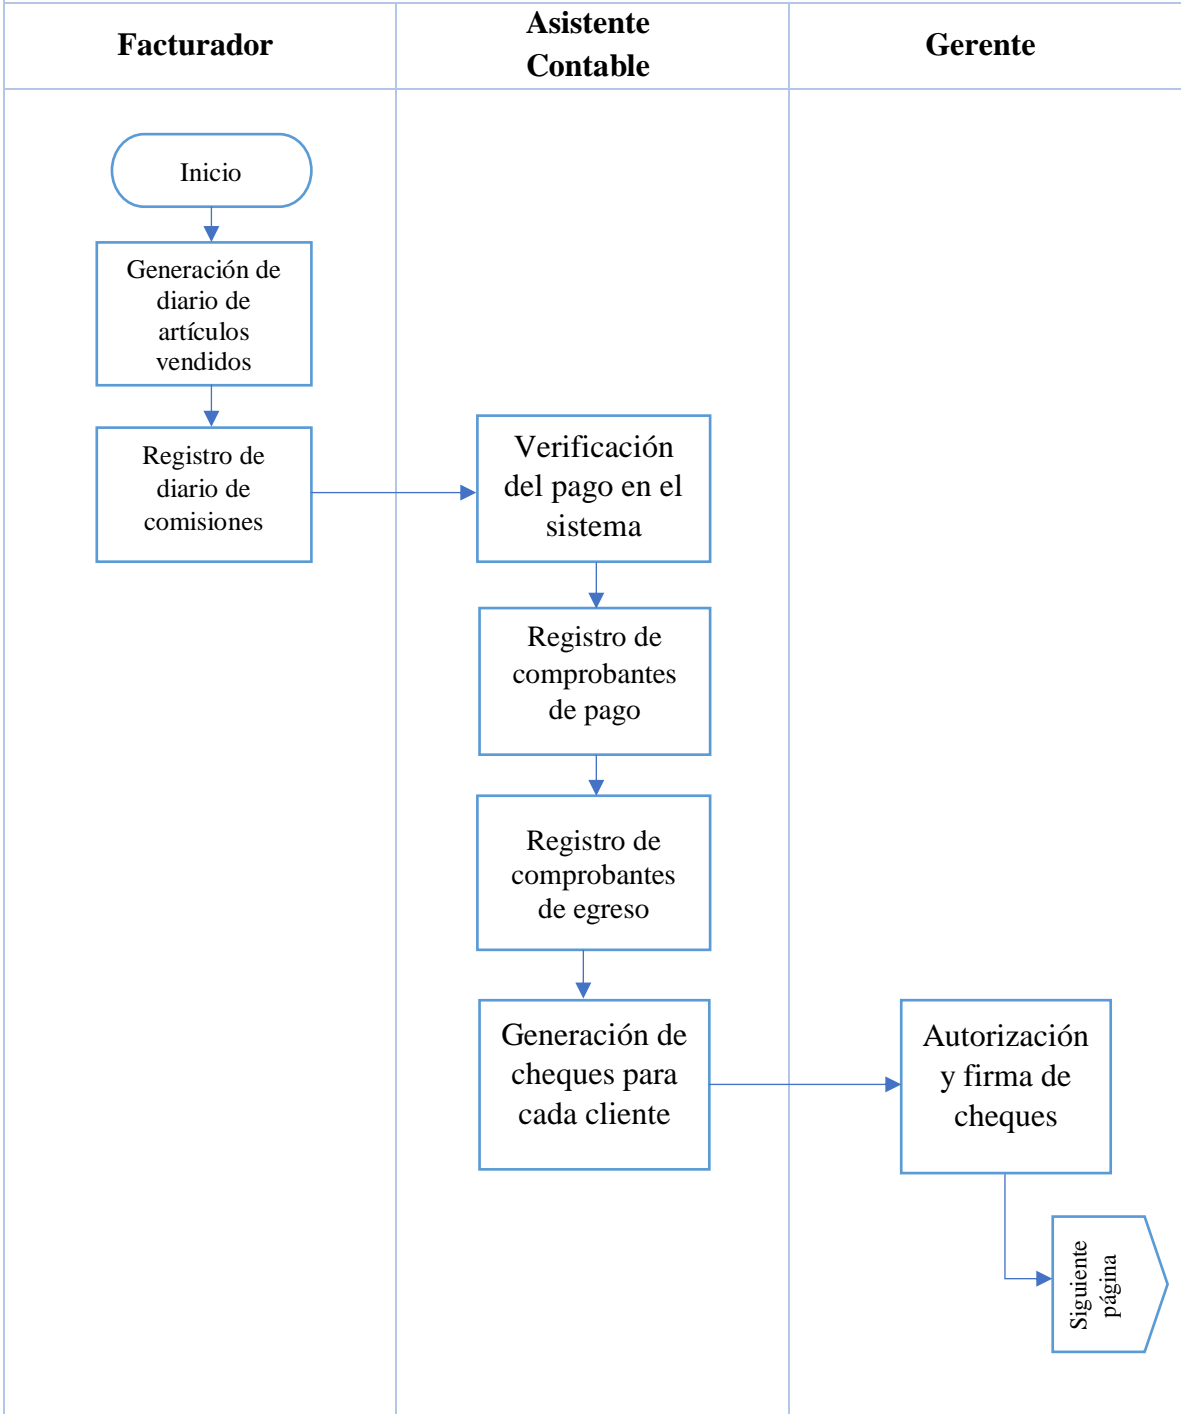 Facturador
Asistente
Contable
Gerente
Inicio
Generación de
diario de
artículos
vendidos
Registro de
diario de
comisiones
Verificación
del pago en el
sistema
Registro de
comprobantes
de pago
Registro de
comprobantes
de egreso
Generación de
cheques para
cada cliente
Autorización
y firma de
cheques
Siguiente
página